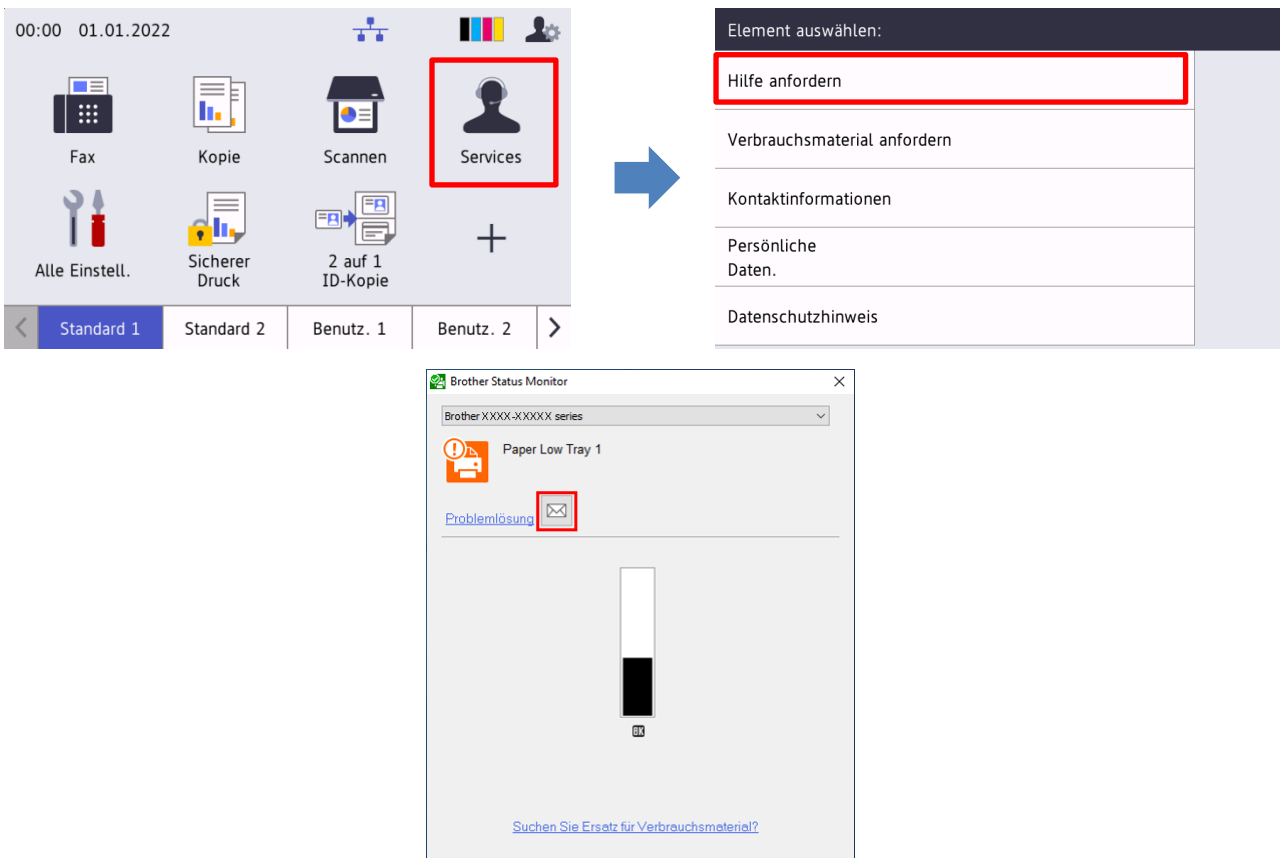 00:00 01.01.2022
Fax
Kopie
Scannen
Services
Alle Einstell.
Sicherer
Druck
2 auf 1
ID-Kopie
Standard 1
Standard 2
Benutz. 1
Benutz. 2
Element auswählen:
Hilfe anfordern
Verbrauchsmaterial anfordern
Kontaktinformationen
Persönliche
Daten.
Datenschutzhinweis
Brother Status Monitor
Brother XXXX-XXXXX series
Paper Low Tray 1
Problemlösung
BK
Suchen Sie Ersatz für Verbrauchsmaterial?